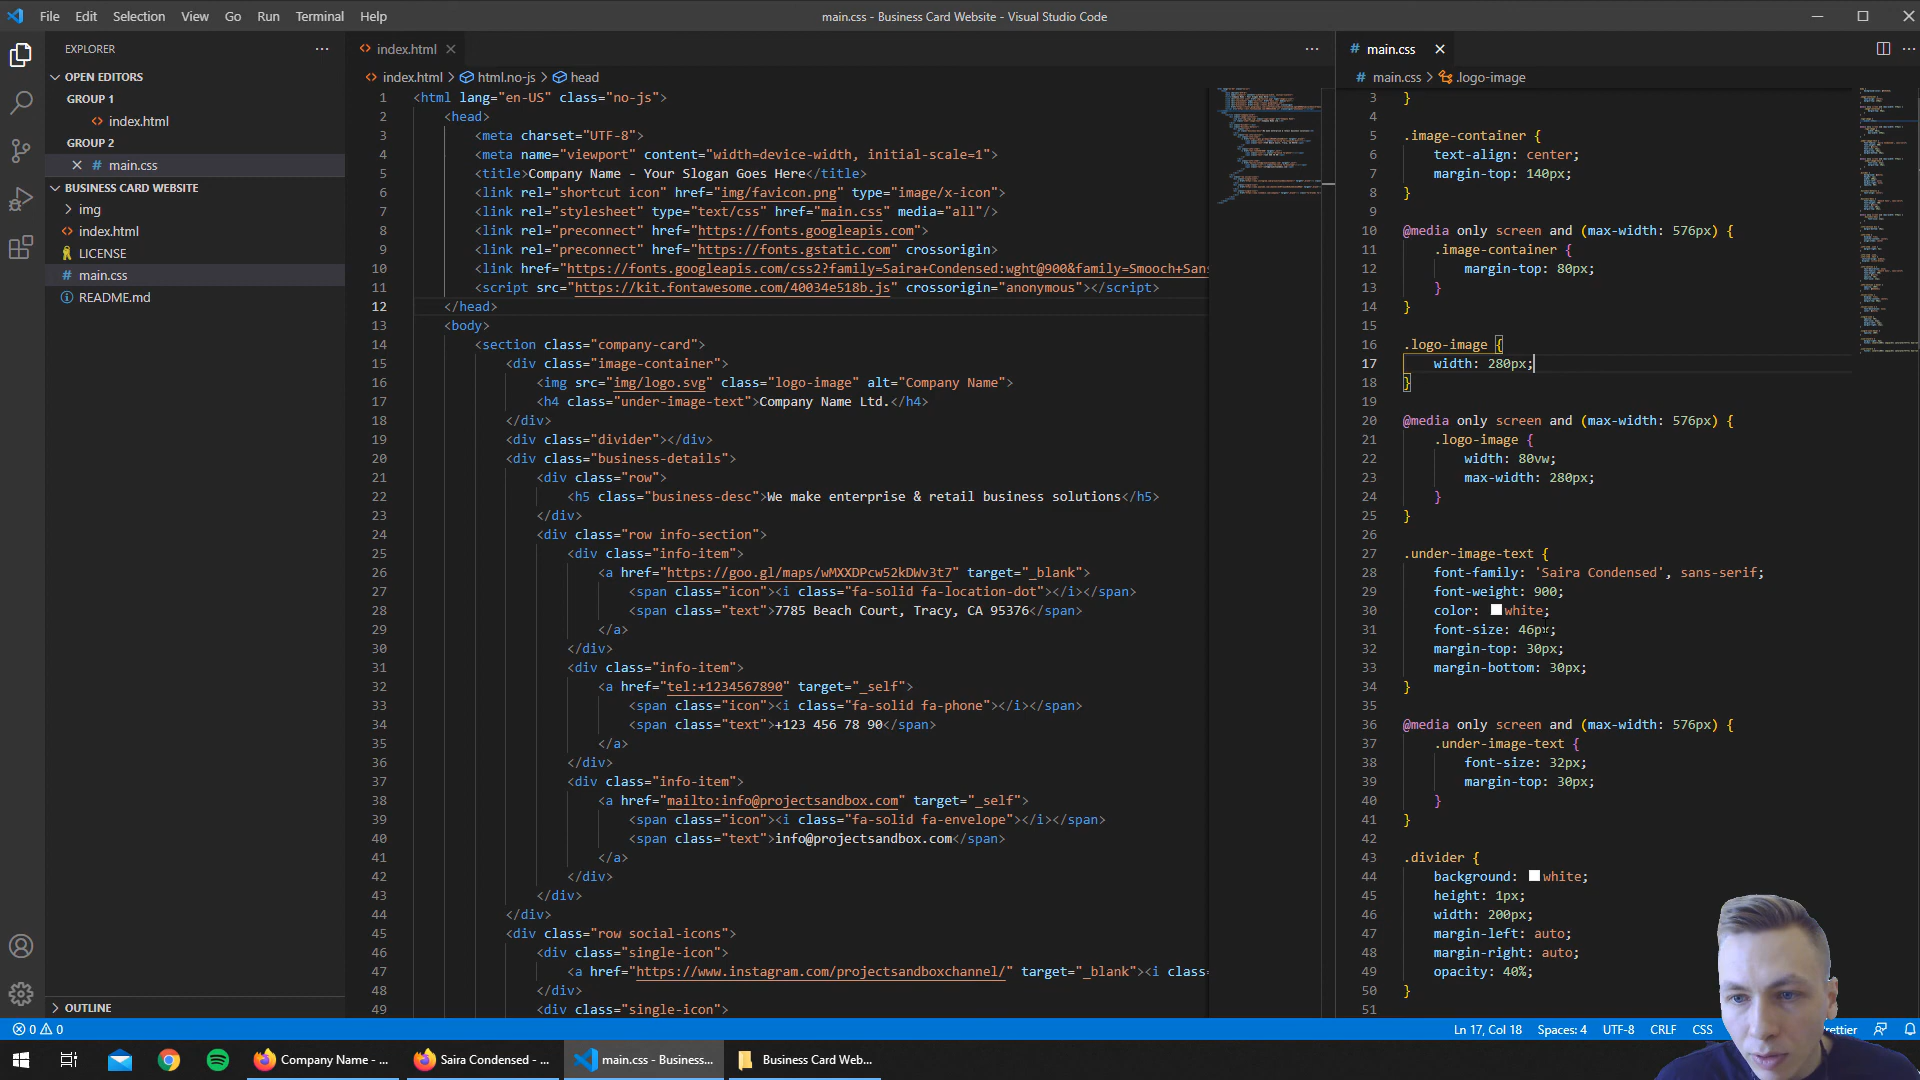 File Edit Selection View Go Run Terminal Help
main.css - Business Card Website - Visual Studio Code
EXPLORER
OPEN EDITORS
GROUP 1
index.html
GROUP 2
main.css
BUSINESS CARD WEBSITE
img
index.html
LICENSE
main.css
README.md
OUTLINE
index.html
index.html > html.no-js > head
1 <html lang="en-US" class="no-js">
2 <head>
3 <meta charset="UTF-8">
4 <meta name="viewport" content="width=device-width, initial-scale=1">
5 <title>Company Name - Your Slogan Goes Here</title>
6 <link rel="shortcut icon" href="img/favicon.png" type="image/x-icon">
7 <link rel="stylesheet" type="text/css" href="main.css" media="all"/>
8 <link rel="preconnect" href="https://fonts.googleapis.com">
9 <link rel="preconnect" href="https://fonts.gstatic.com" crossorigin>
10 <link href="https://fonts.googleapis.com/css2?family=Saira+Condensed:wght@900&family=Smooch+Sans
11 <script src="https://kit.fontawesome.com/40034e518b.js" crossorigin="anonymous"></script>
12 </head>
13 <body>
14 <section class="company-card">
15 <div class="image-container">
16 <img src="img/logo.svg" class="logo-image" alt="Company Name">
17 <h4 class="under-image-text">Company Name Ltd.</h4>
18 </div>
19 <div class="divider"></div>
20 <div class="business-details">
21 <div class="row">
22 <h5 class="business-desc">We make enterprise & retail business solutions</h5>
23 </div>
24 <div class="row info-section">
25 <div class="info-item">
26 <a href="https://goo.gl/maps/wMXXDPcw52kDWv3t7" target="_blank">
27 <span class="icon"><i class="fa-solid fa-location-dot"></i></span>
28 <span class="text">7785 Beach Court, Tracy, CA 95376</span>
29 </a>
30 </div>
31 <div class="info-item">
32 <a href="tel:+1234567890" target="_self">
33 <span class="icon"><i class="fa-solid fa-phone"></i></span>
34 <span class="text">+123 456 78 90</span>
35 </a>
36 </div>
37 <div class="info-item">
38 <a href="mailto:info@projectsandbox.com" target="_self">
39 <span class="icon"><i class="fa-solid fa-envelope"></i></span>
40 <span class="text">info@projectsandbox.com</span>
41 </a>
42 </div>
43 </div>
44 </div>
45 <div class="row social-icons">
46 <div class="single-icon">
47 <a href="https://www.instagram.com/projectsandboxchannel/" target="_blank"><i class=
48 </div>
49 <div class="single-icon">
main.css
main.css > .logo-image
3 }
4
5 .image-container {
6 text-align: center;
7 margin-top: 140px;
8 }
9
10 @media only screen and (max-width: 576px) {
11 .image-container {
12 margin-top: 80px;
13 }
14 }
15
16 .logo-image {
17 width: 280px;
18 }
19
20 @media only screen and (max-width: 576px) {
21 .logo-image {
22 width: 80vw;
23 max-width: 280px;
24 }
25 }
26
27 .under-image-text {
28 font-family: 'Saira Condensed', sans-serif;
29 font-weight: 900;
30 color: white;
31 font-size: 46px;
32 margin-top: 30px;
33 margin-bottom: 30px;
34 }
35
36 @media only screen and (max-width: 576px) {
37 .under-image-text {
38 font-size: 32px;
39 margin-top: 30px;
40 }
41 }
42
43 .divider {
44 background: white;
45 height: 1px;
46 width: 200px;
47 margin-left: auto;
48 margin-right: auto;
49 opacity: 40%;
50 }
51
0 0 Ln 17, Col 18 Spaces: 4 UTF-8 CRLF CSS
Company Name - ... Saira Condensed - ... main.css - Business... Business Card Web...